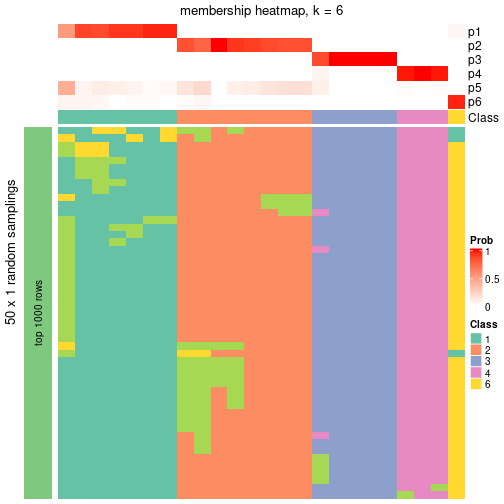 membership heatmap, k = 6
p1
p2
p3
p4
p5
p6
Class
50 x 1 random samplings
top 1000 rows
Prob
1
0.5
0
Class
1
2
3
4
6